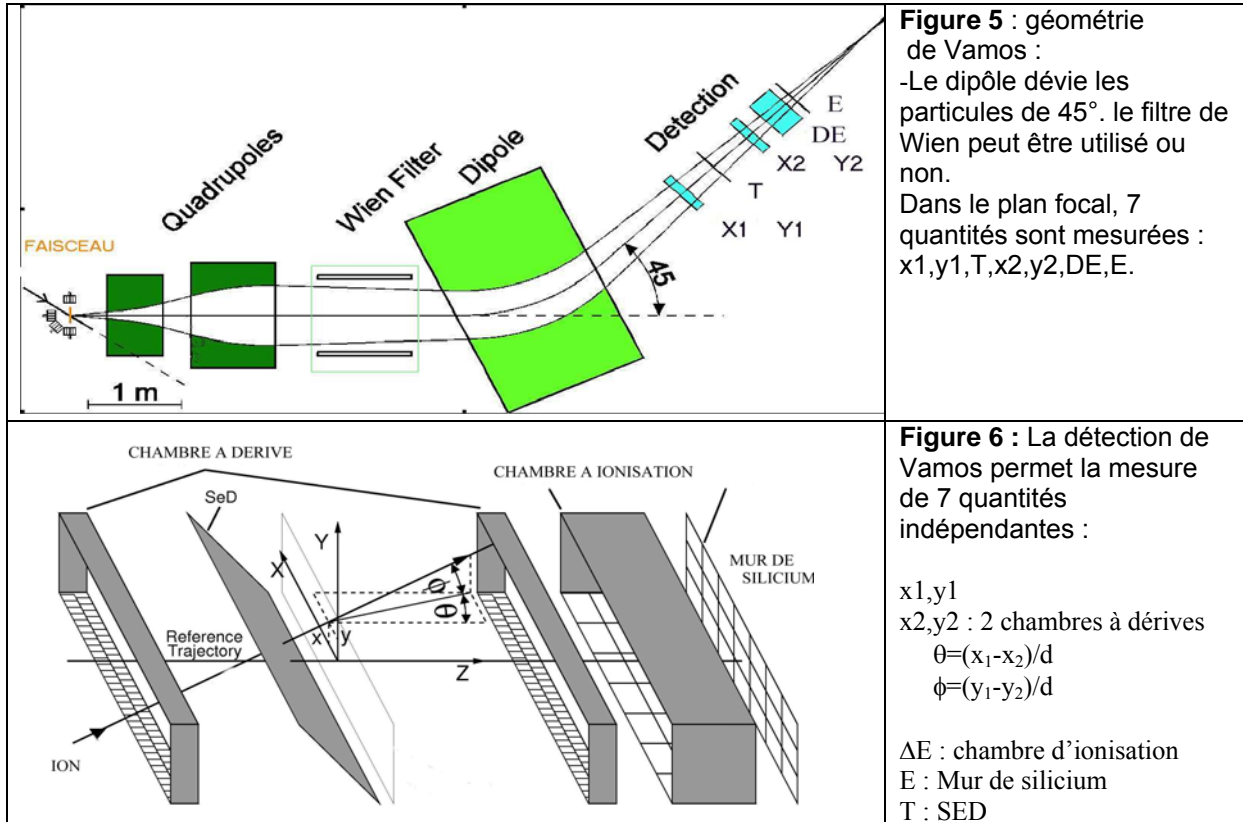 Quadrupoles
Wien Filter
Dipole
Detection
E
DE
X2 Y2
T
X1 Y1
FAISCEAU
45
1 m
Figure 5 : géométrie
de Vamos :
-Le dipôle dévie les
particules de 45°. le filtre de
Wien peut être utilisé ou
non.
Dans le plan focal, 7
quantités sont mesurées :
x1,y1,T,x2,y2,DE,E.
CHAMBRE A DERIVE
SeD
CHAMBRE A IONISATION
MUR DE
SILICIUM
Y
X
Φ
θ
x y
Reference
Trajectory
Z
ION
Figure 6 : La détection de
Vamos permet la mesure
de 7 quantités
indépendantes :
x1,y1
x2,y2 : 2 chambres à dérives
θ=(x₁-x₂)/d
ϕ=(y₁-y₂)/d
ΔE : chambre d’ionisation
E : Mur de silicium
T : SED